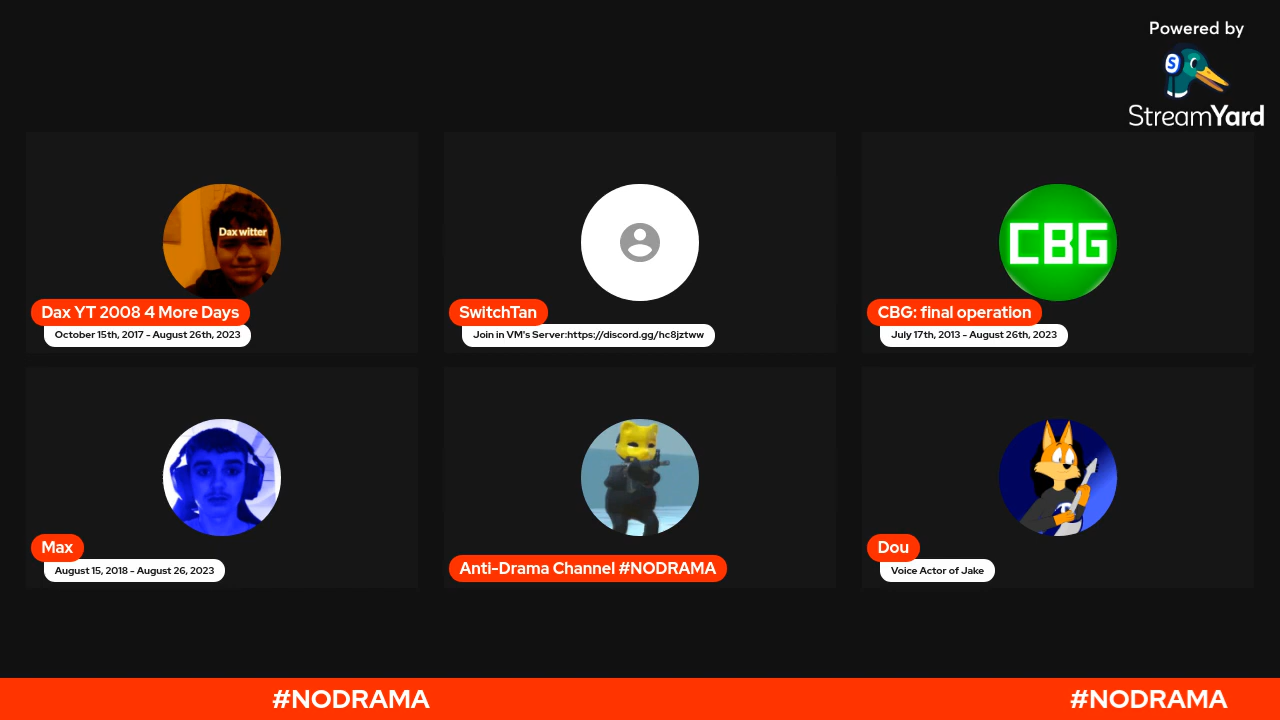 Powered by
S
StreamYard
Dax witter
Dax YT 2008 4 More Days
October 15th, 2017 - August 26th, 2023
SwitchTan
Join in VM's Server:https://discord.gg/hc8jztww
CBG
CBG: final operation
July 17th, 2013 - August 26th, 2023
Max
August 15, 2018 - August 26, 2023
Anti-Drama Channel #NODRAMA
Dou
Voice Actor of Jake
#NODRAMA
#NODRAMA